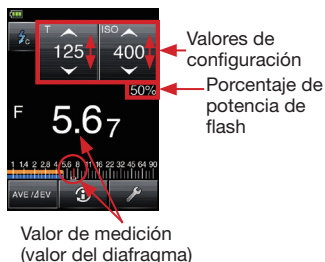 T
ISO
C
125
400
50%
F
5.67
1 1.4 2 2.8 4 5.6 8 11 16 22 32 45 64 90
AVE/⊿EV
Valores de
configuración
Porcentaje de
potencia de
flash
Valor de medición
(valor del diafragma)